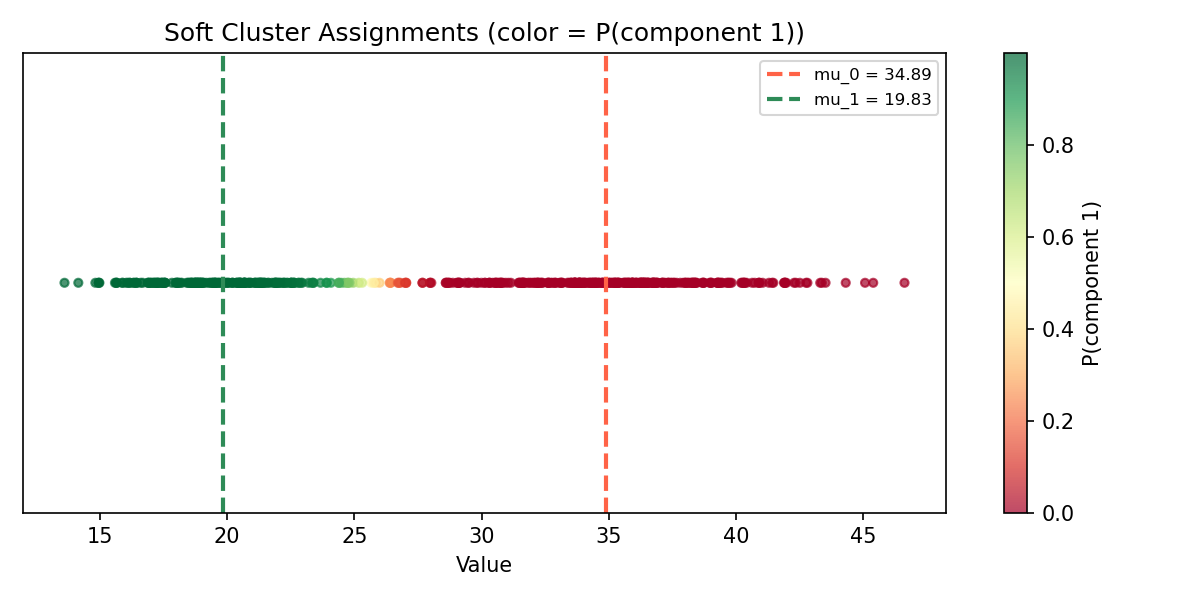 Soft Cluster Assignments (color = P(component 1))
mu_0 = 34.89
mu_1 = 19.83
15 20 25 30 35 40 45
Value
0.8
0.6
0.4
0.2
0.0
P(component 1)